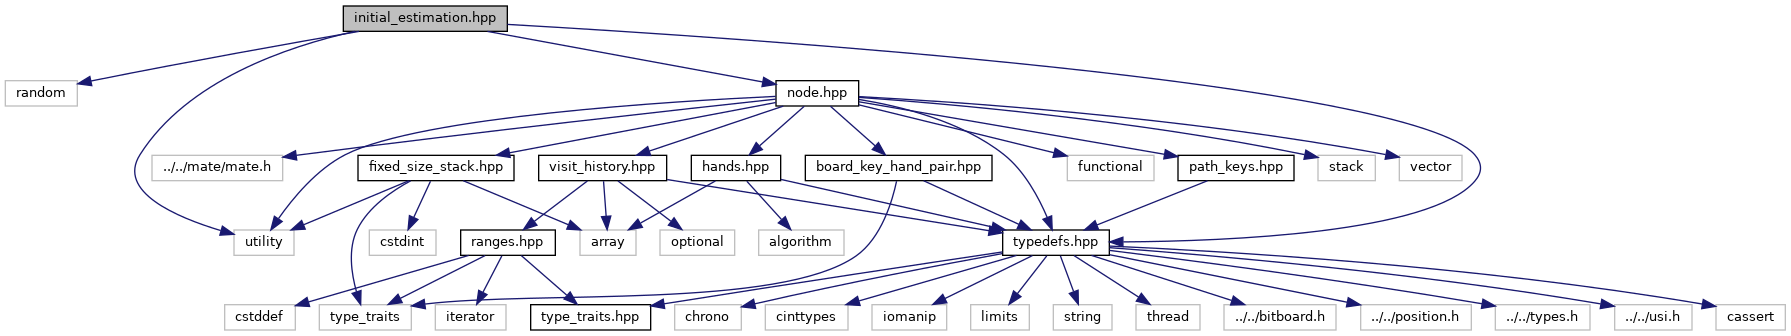 initial_estimation.hpp
random
node.hpp
../../mate/mate.h
fixed_size_stack.hpp
visit_history.hpp
hands.hpp
board_key_hand_pair.hpp
functional
path_keys.hpp
stack
vector
utility
cstdint
ranges.hpp
array
optional
algorithm
typedefs.hpp
cstddef
type_traits
iterator
type_traits.hpp
chrono
cinttypes
iomanip
limits
string
thread
../../bitboard.h
../../position.h
../../types.h
../../usi.h
cassert